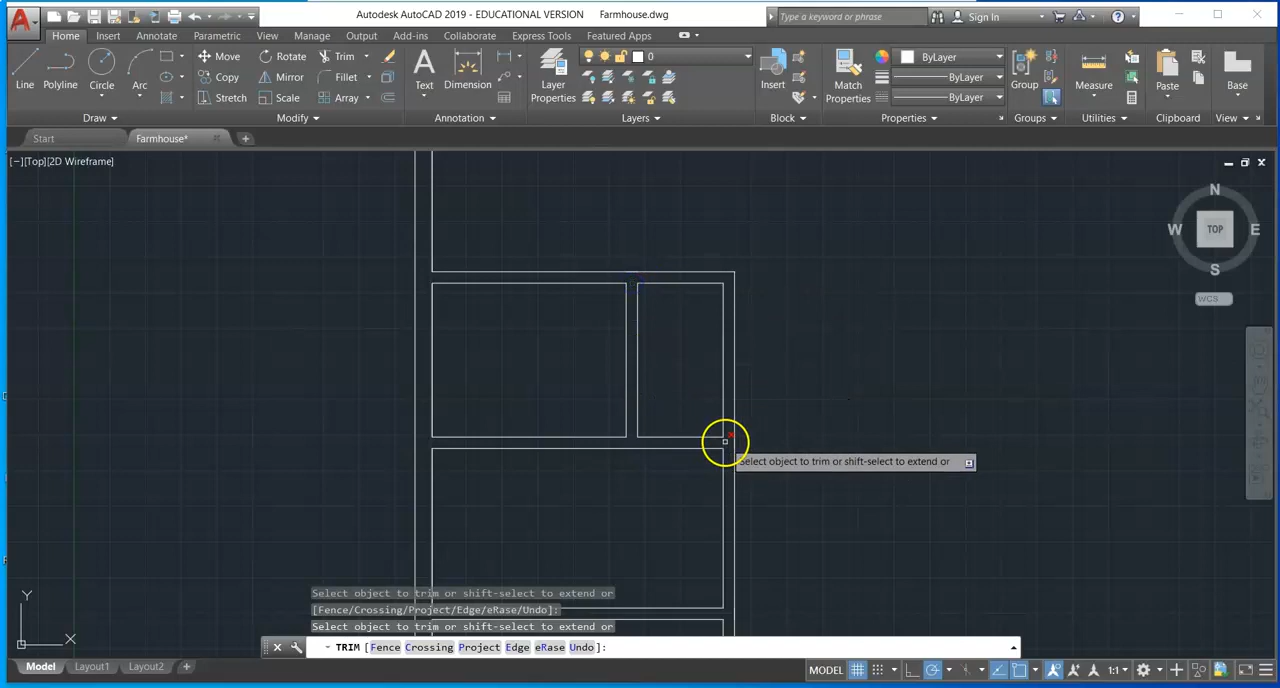 Autodesk AutoCAD 2019 - EDUCATIONAL VERSION Farmhouse.dwg
Type a keyword or phrase
Sign In
Home Insert Annotate Parametric View Manage Output Add-ins Collaborate Express Tools Featured Apps
Line Polyline Circle Arc
Move Rotate Trim
Copy Mirror Fillet
Stretch Scale Array
Text Dimension
Layer Properties
0
Insert
Match Properties
ByLayer
ByLayer
ByLayer
Group
Measure
Paste
Base
Draw Modify Annotation Layers Block Properties Groups Utilities Clipboard View
Start Farmhouse*
[−][Top][2D Wireframe]
N
W TOP E
S
WCS
Select object to trim or shift-select to extend or
Y
X
Select object to trim or shift-select to extend or
[Fence/Crossing/Project/Edge/eRase/Undo]:
Select object to trim or shift-select to extend or
TRIM [Fence Crossing Project Edge eRase Undo]:
Model Layout1 Layout2 +
MODEL 1:1